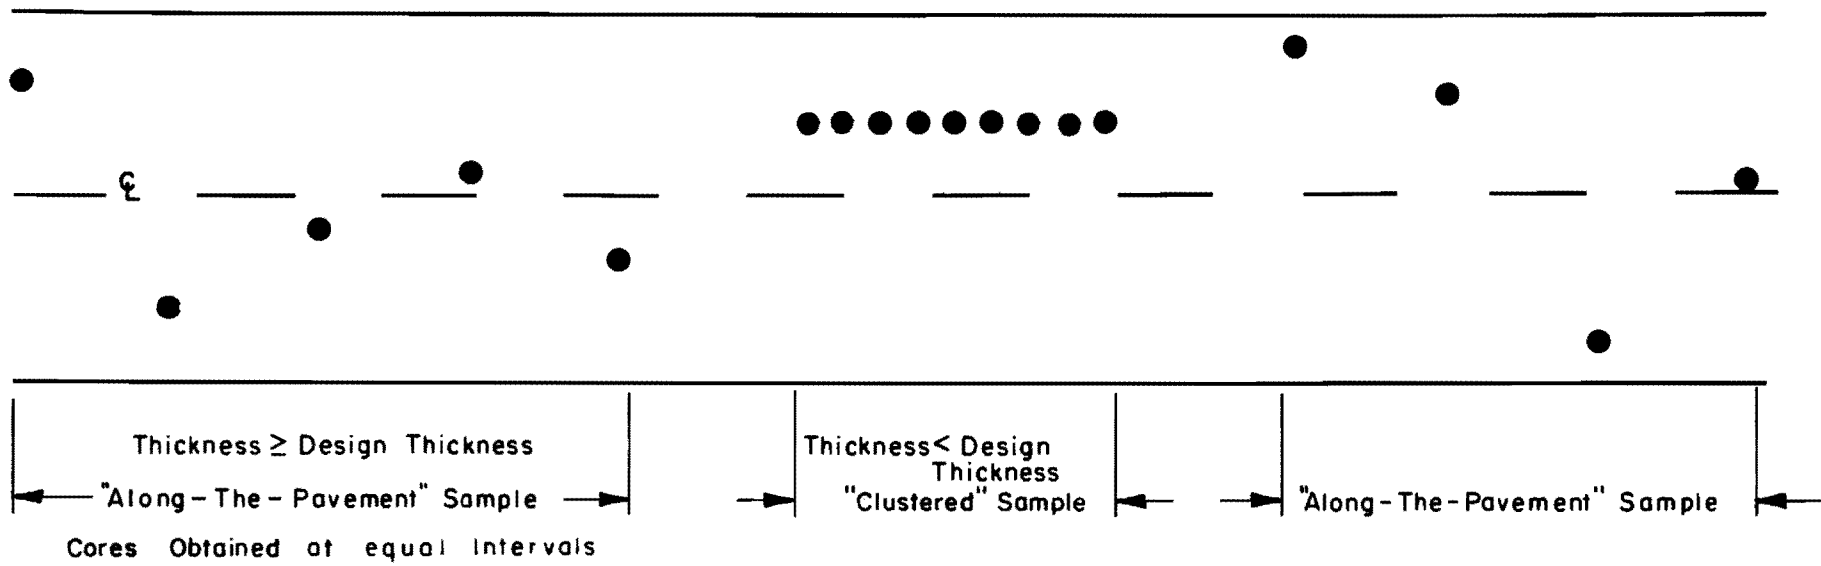 ℄
Thickness ≥ Design Thickness
"Along-The-Pavement" Sample
Cores Obtained at equal Intervals
Thickness < Design
Thickness
"Clustered" Sample
"Along-The-Pavement" Sample